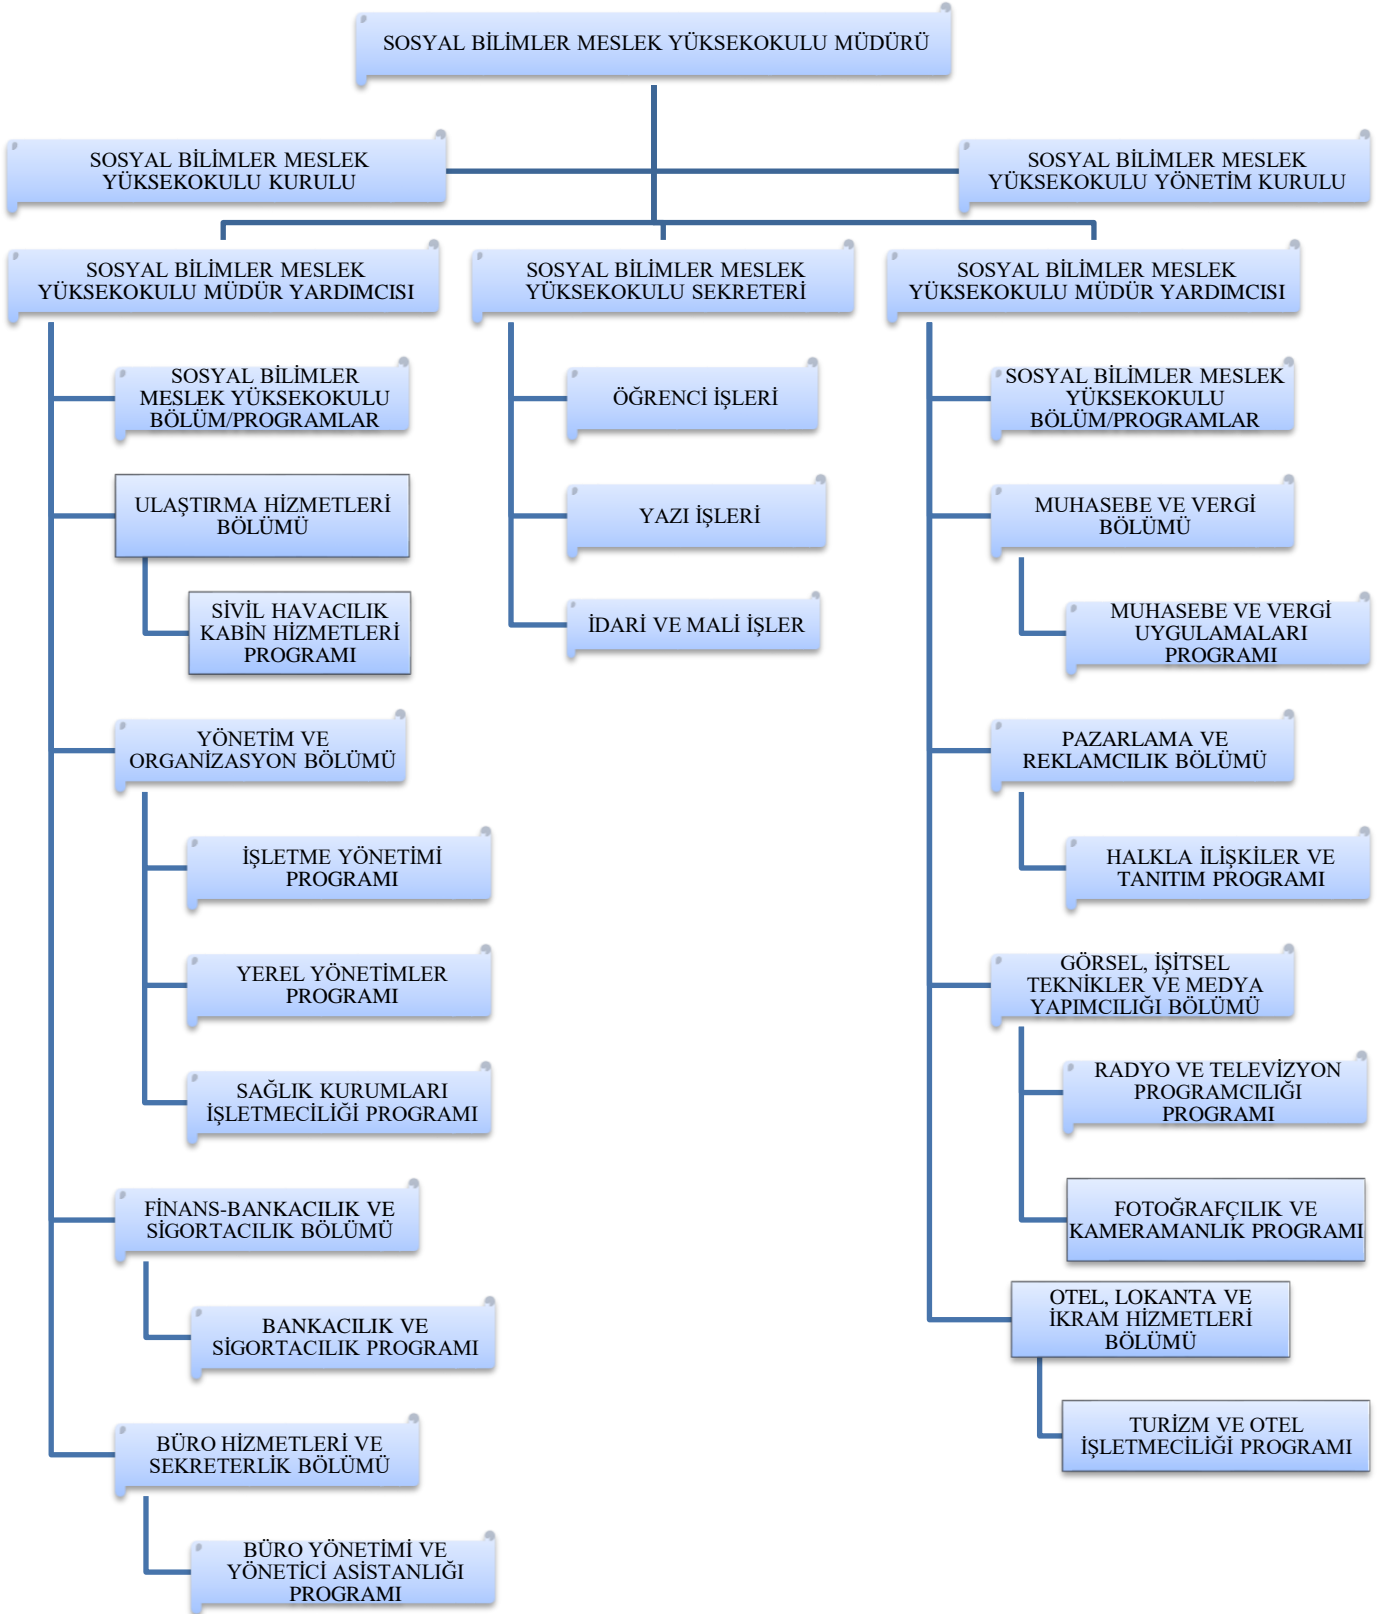 SOSYAL BİLİMLER MESLEK YÜKSEKOKULU MÜDÜRÜ
SOSYAL BİLİMLER MESLEK
YÜKSEKOKULU KURULU
SOSYAL BİLİMLER MESLEK
YÜKSEKOKULU YÖNETİM KURULU
SOSYAL BİLİMLER MESLEK
YÜKSEKOKULU MÜDÜR YARDIMCISI
SOSYAL BİLİMLER
MESLEK YÜKSEKOKULU
BÖLÜM/PROGRAMLAR
ULAŞTIRMA HİZMETLERİ
BÖLÜMÜ
SİVİL HAVACILIK
KABİN HİZMETLERİ
PROGRAMI
YÖNETİM VE
ORGANİZASYON BÖLÜMÜ
İŞLETME YÖNETİMİ
PROGRAMI
YEREL YÖNETİMLER
PROGRAMI
SAĞLIK KURUMLARI
İŞLETMECİLİĞİ PROGRAMI
FİNANS-BANKACILIK VE
SİGORTACILIK BÖLÜMÜ
BANKACILIK VE
SİGORTACILIK PROGRAMI
BÜRO HİZMETLERİ VE
SEKRETERLİK BÖLÜMÜ
BÜRO YÖNETİMİ VE
YÖNETİCİ ASİSTANLIĞI
PROGRAMI
SOSYAL BİLİMLER MESLEK
YÜKSEKOKULU SEKRETERİ
ÖĞRENCİ İŞLERİ
YAZI İŞLERİ
İDARİ VE MALİ İŞLER
SOSYAL BİLİMLER MESLEK
YÜKSEKOKULU MÜDÜR YARDIMCISI
SOSYAL BİLİMLER MESLEK
YÜKSEKOKULU
BÖLÜM/PROGRAMLAR
MUHASEBE VE VERGİ
BÖLÜMÜ
MUHASEBE VE VERGİ
UYGULAMALARI
PROGRAMI
PAZARLAMA VE
REKLAMCILIK BÖLÜMÜ
HALKLA İLİŞKİLER VE
TANITIM PROGRAMI
GÖRSEL, İŞİTSEL
TEKNİKLER VE MEDYA
YAPIMCILIĞI BÖLÜMÜ
RADYO VE TELEVİZYON
PROGRAMCILIĞI
PROGRAMI
FOTOĞRAFÇILIK VE
KAMERAMANLIK PROGRAMI
OTEL, LOKANTA VE
İKRAM HİZMETLERİ
BÖLÜMÜ
TURİZM VE OTEL
İŞLETMECİLİĞİ PROGRAMI